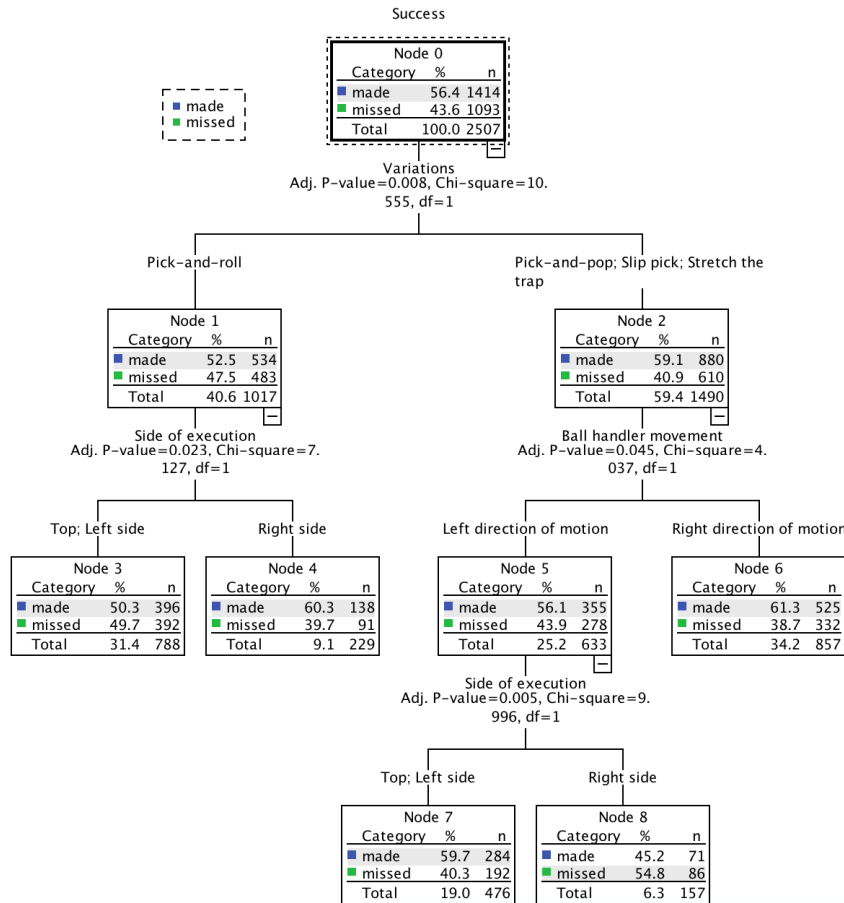 Success
Node 0
Category % n
made 56.4 1414
missed 43.6 1093
Total 100.0 2507
made
missed
Variations
Adj. P-value=0.008, Chi-square=10.
555, df=1
Pick-and-roll
Pick-and-pop; Slip pick; Stretch the
trap
Node 1
Category % n
made 52.5 534
missed 47.5 483
Total 40.6 1017
Node 2
Category % n
made 59.1 880
missed 40.9 610
Total 59.4 1490
Side of execution
Adj. P-value=0.023, Chi-square=7.
127, df=1
Ball handler movement
Adj. P-value=0.045, Chi-square=4.
037, df=1
Top; Left side
Right side
Left direction of motion
Right direction of motion
Node 3
Category % n
made 50.3 396
missed 49.7 392
Total 31.4 788
Node 4
Category % n
made 60.3 138
missed 39.7 91
Total 9.1 229
Node 5
Category % n
made 56.1 355
missed 43.9 278
Total 25.2 633
Node 6
Category % n
made 61.3 525
missed 38.7 332
Total 34.2 857
Side of execution
Adj. P-value=0.005, Chi-square=9.
996, df=1
Top; Left side
Right side
Node 7
Category % n
made 59.7 284
missed 40.3 192
Total 19.0 476
Node 8
Category % n
made 45.2 71
missed 54.8 86
Total 6.3 157